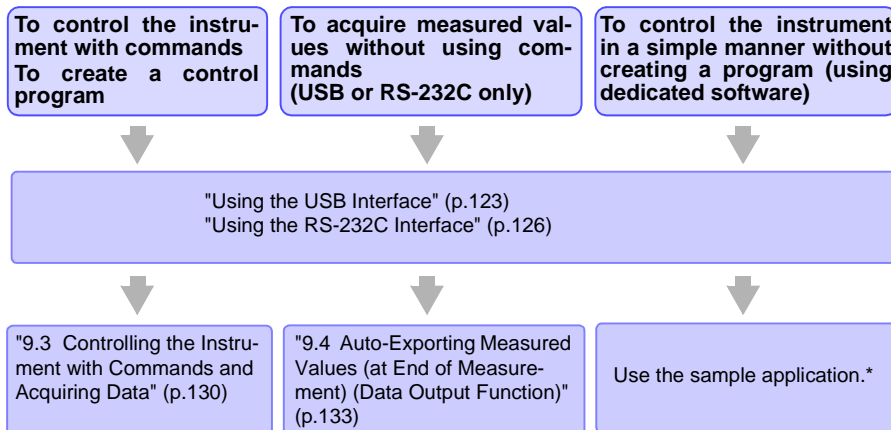 To control the instru-
ment with commands
To create a control
program
To acquire measured val-
ues without using com-
mands
(USB or RS-232C only)
To control the instrument
in a simple manner without
creating a program (using
dedicated software)
"Using the USB Interface" (p.123)
"Using the RS-232C Interface" (p.126)
"9.3  Controlling the Instru-
ment with Commands and
Acquiring Data" (p.130)
"9.4  Auto-Exporting Measured
Values (at End of Measure-
ment) (Data Output Function)"
(p.133)
Use the sample application.*